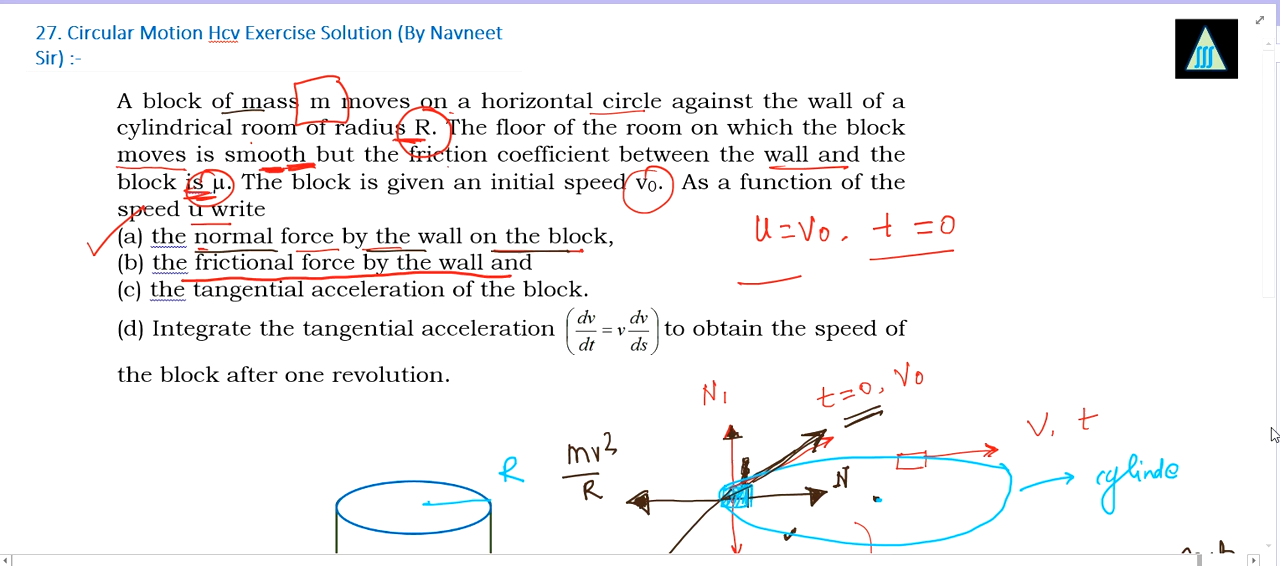 27. Circular Motion Hcv Exercise Solution (By Navneet
Sir) :-
A block of mass m moves on a horizontal circle against the wall of a
cylindrical room of radius R. The floor of the room on which the block
moves is smooth but the friction coefficient between the wall and the
block is μ. The block is given an initial speed v₀. As a function of the
speed u write
(a) the normal force by the wall on the block,
(b) the frictional force by the wall and
(c) the tangential acceleration of the block.
(d) Integrate the tangential acceleration (dv/dt = v dv/ds) to obtain the speed of
the block after one revolution.
u = v₀. t = 0
N₁
t=0, V₀
V, t
R
mv²/R
N
cylinde